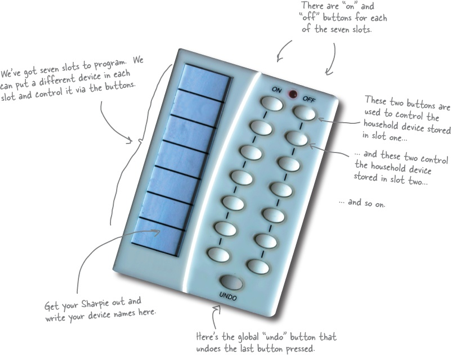 There are "on" and
"off" buttons for each
of the seven slots.
We've got seven slots to program. We
can put a different device in each
slot and control it via the buttons.
ON
OFF
These two buttons are
used to control the
household device stored
in slot one...
... and these two control
the household device
stored in slot two...
... and so on.
UNDO
Get your Sharpie out and
write your device names here.
Here's the global "undo" button that
undoes the last button pressed.